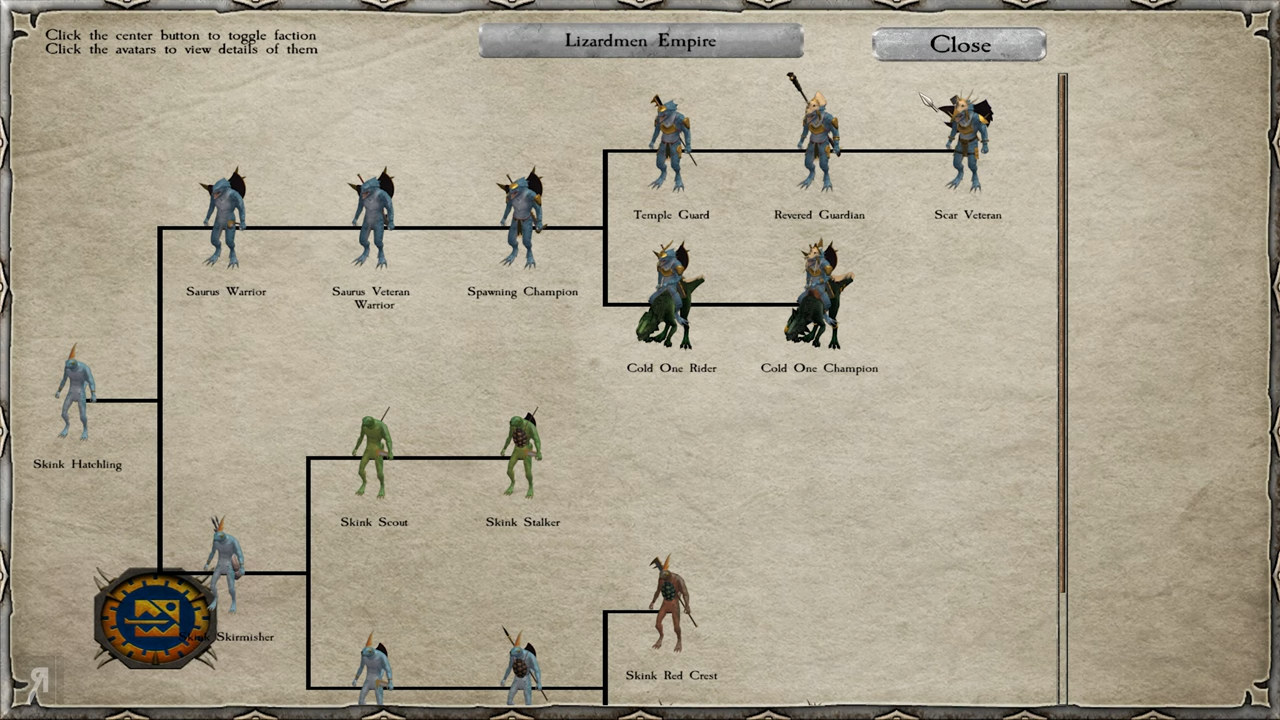 Click the center button to toggle faction
Click the avatars to view details of them
Lizardmen Empire
Close
Temple Guard
Revered Guardian
Scar Veteran
Saurus Warrior
Saurus Veteran
Warrior
Spawning Champion
Cold One Rider
Cold One Champion
Skink Hatchling
Skink Scout
Skink Stalker
Skink Skirmisher
Skink Red Crest